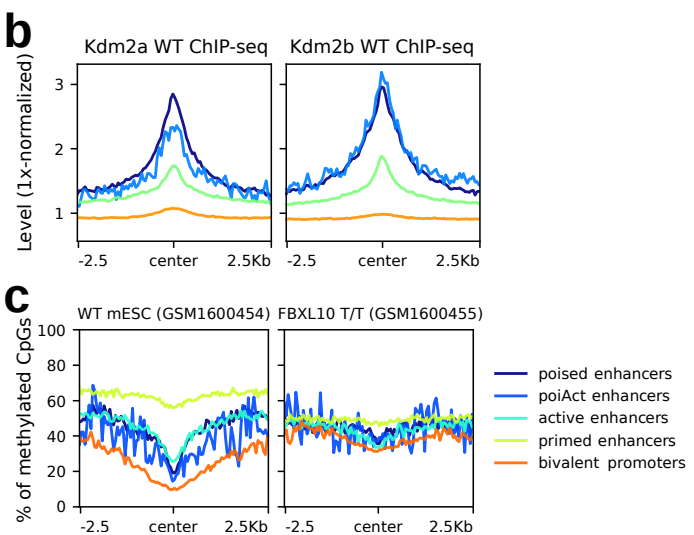 b
Kdm2a WT ChIP-seq
Kdm2b WT ChIP-seq
Level (1x-normalized)
3
2
1
-2.5 center 2.5Kb
-2.5 center 2.5Kb
c
WT mESC (GSM1600454)
FBXL10 T/T (GSM1600455)
% of methylated CpGs
100
80
60
40
20
0
-2.5 center 2.5Kb
-2.5 center 2.5Kb
poised enhancers
poiAct enhancers
active enhancers
primed enhancers
bivalent promoters